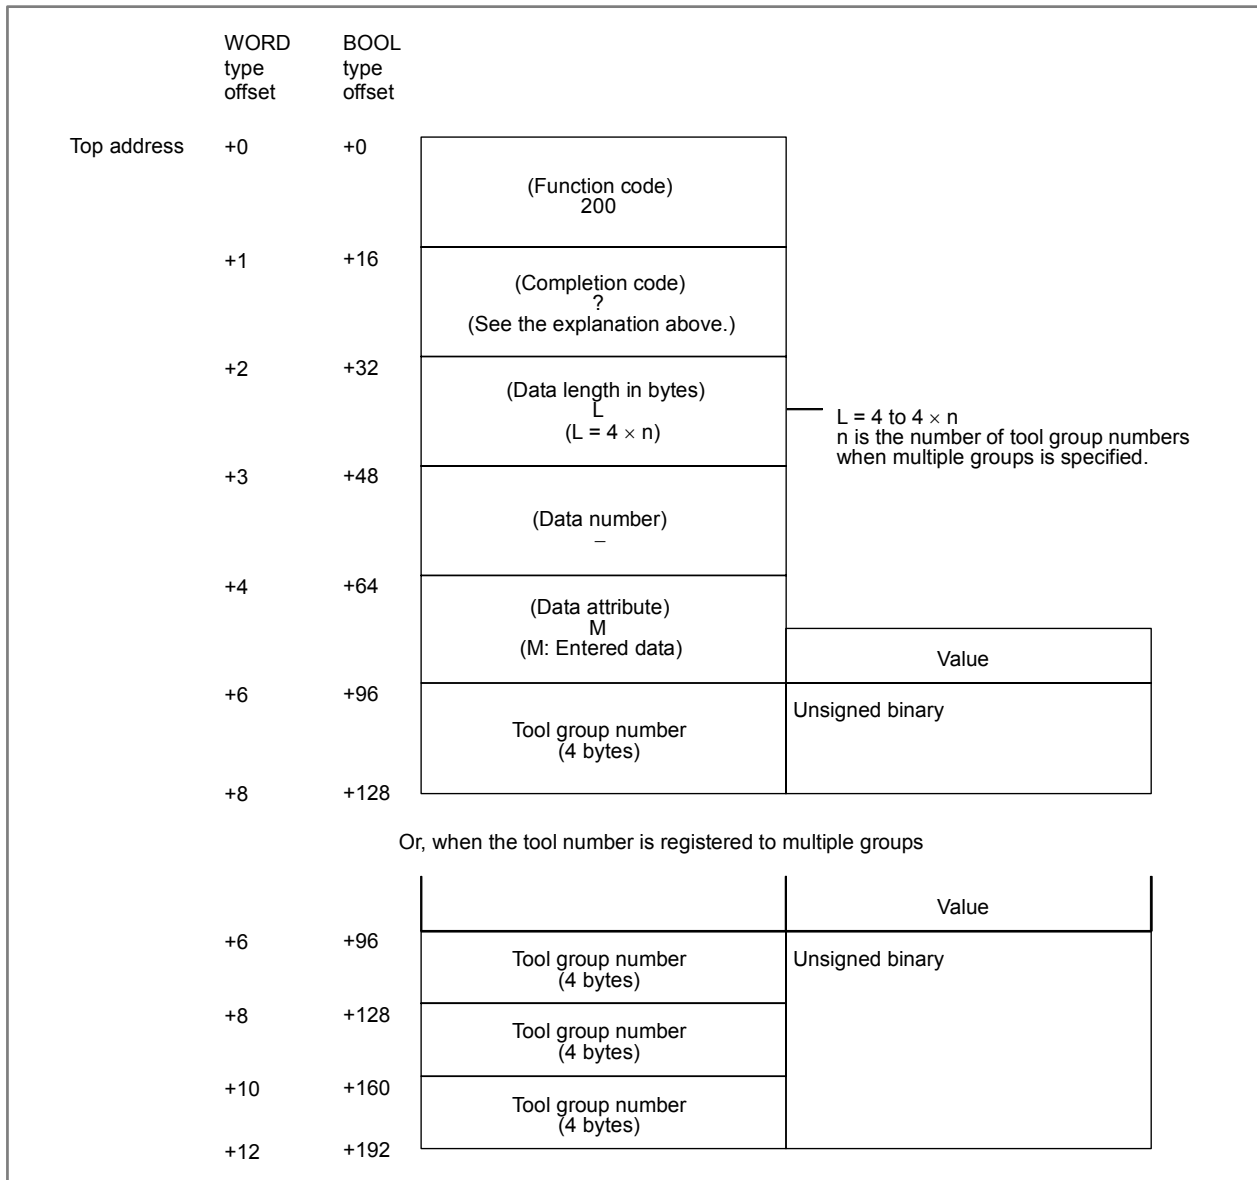 WORD type offset
BOOL type offset
Top address +0 +0
(Function code)
200
+1 +16
(Completion code)
?
(See the explanation above.)
+2 +32
(Data length in bytes)
L
(L = 4 × n)
L = 4 to 4 × n
n is the number of tool group numbers
when multiple groups is specified.
+3 +48
(Data number)
–
+4 +64
(Data attribute)
M
(M: Entered data)
Value
+6 +96
Tool group number
(4 bytes)
Unsigned binary
+8 +128
Or, when the tool number is registered to multiple groups
Value
+6 +96
Tool group number
(4 bytes)
Unsigned binary
+8 +128
Tool group number
(4 bytes)
+10 +160
Tool group number
(4 bytes)
+12 +192